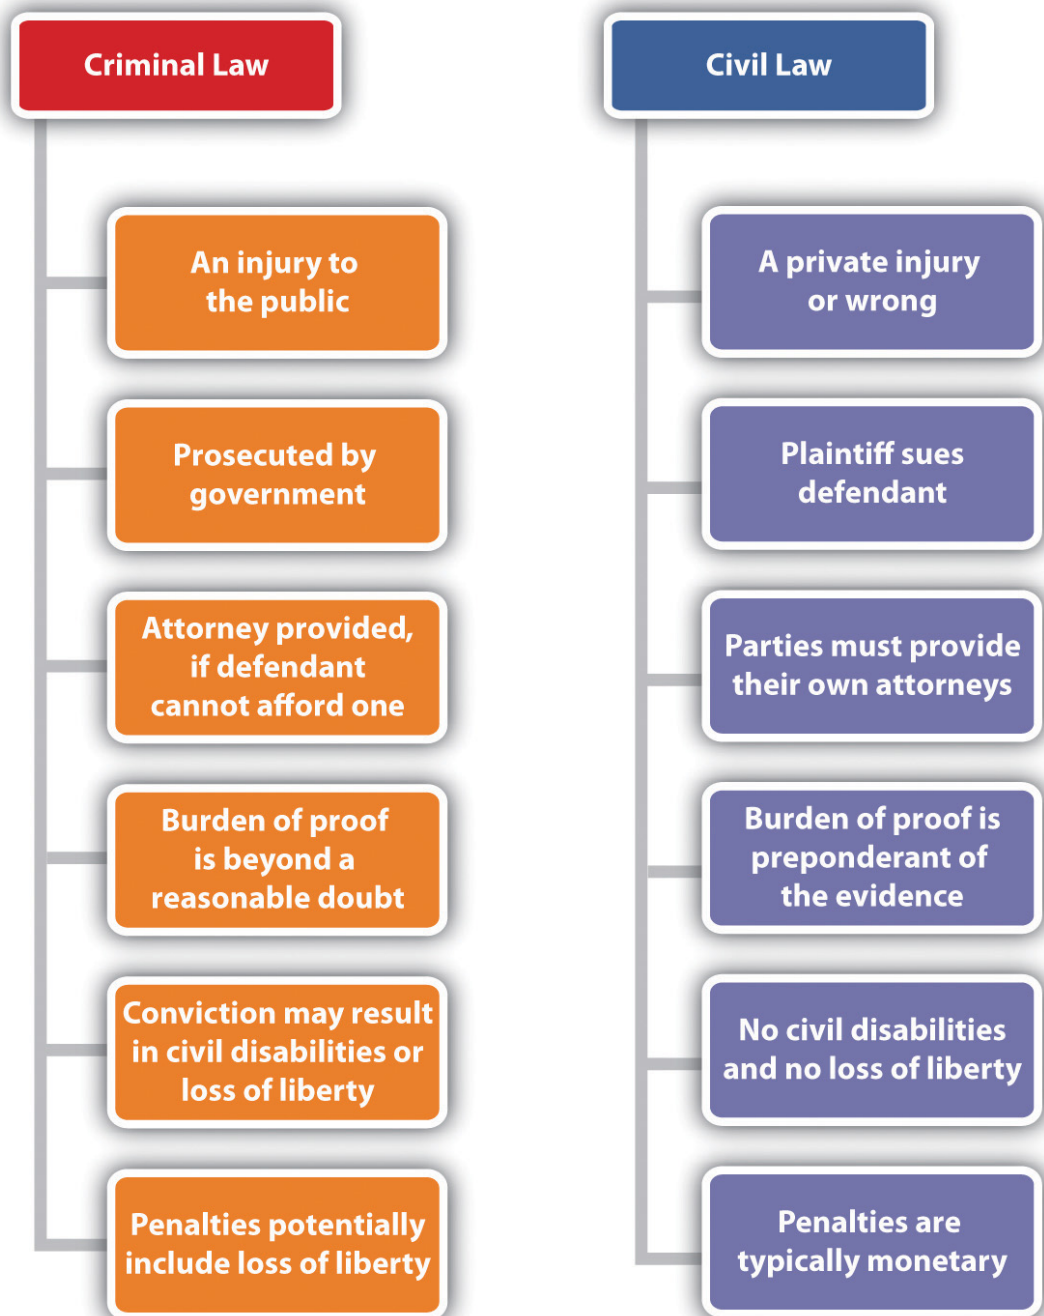 Criminal Law
An injury to
the public
Prosecuted by
government
Attorney provided,
if defendant
cannot afford one
Burden of proof
is beyond a
reasonable doubt
Conviction may result
in civil disabilities or
loss of liberty
Penalties potentially
include loss of liberty
Civil Law
A private injury
or wrong
Plaintiff sues
defendant
Parties must provide
their own attorneys
Burden of proof is
preponderant of
the evidence
No civil disabilities
and no loss of liberty
Penalties are
typically monetary